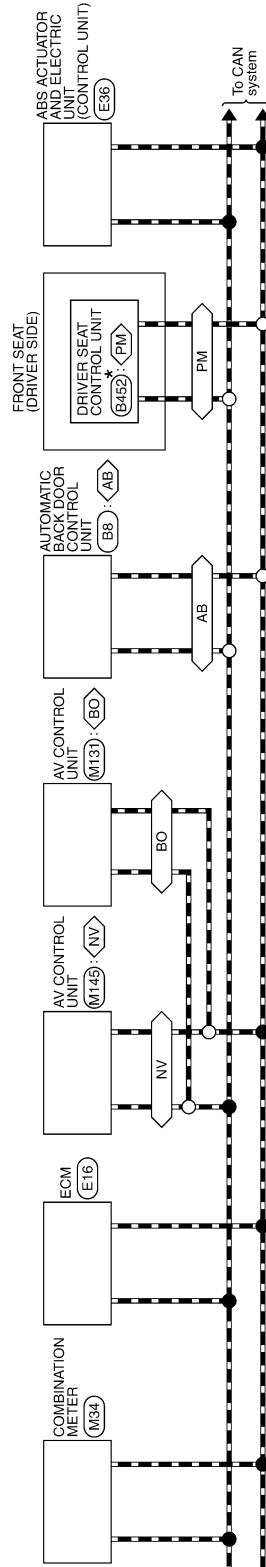 COMBINATION
METER
M34
ECM
E16
AV CONTROL
UNIT
M145 : NV
NV
AV CONTROL
UNIT
M131 : BO
BO
AUTOMATIC
BACK DOOR
CONTROL
UNIT
B8 : AB
AB
FRONT SEAT
(DRIVER SIDE)
DRIVER SEAT
CONTROL UNIT
*
B452 : PM
PM
ABS ACTUATOR
AND ELECTRIC
UNIT
(CONTROL UNIT)
E36
To CAN
system